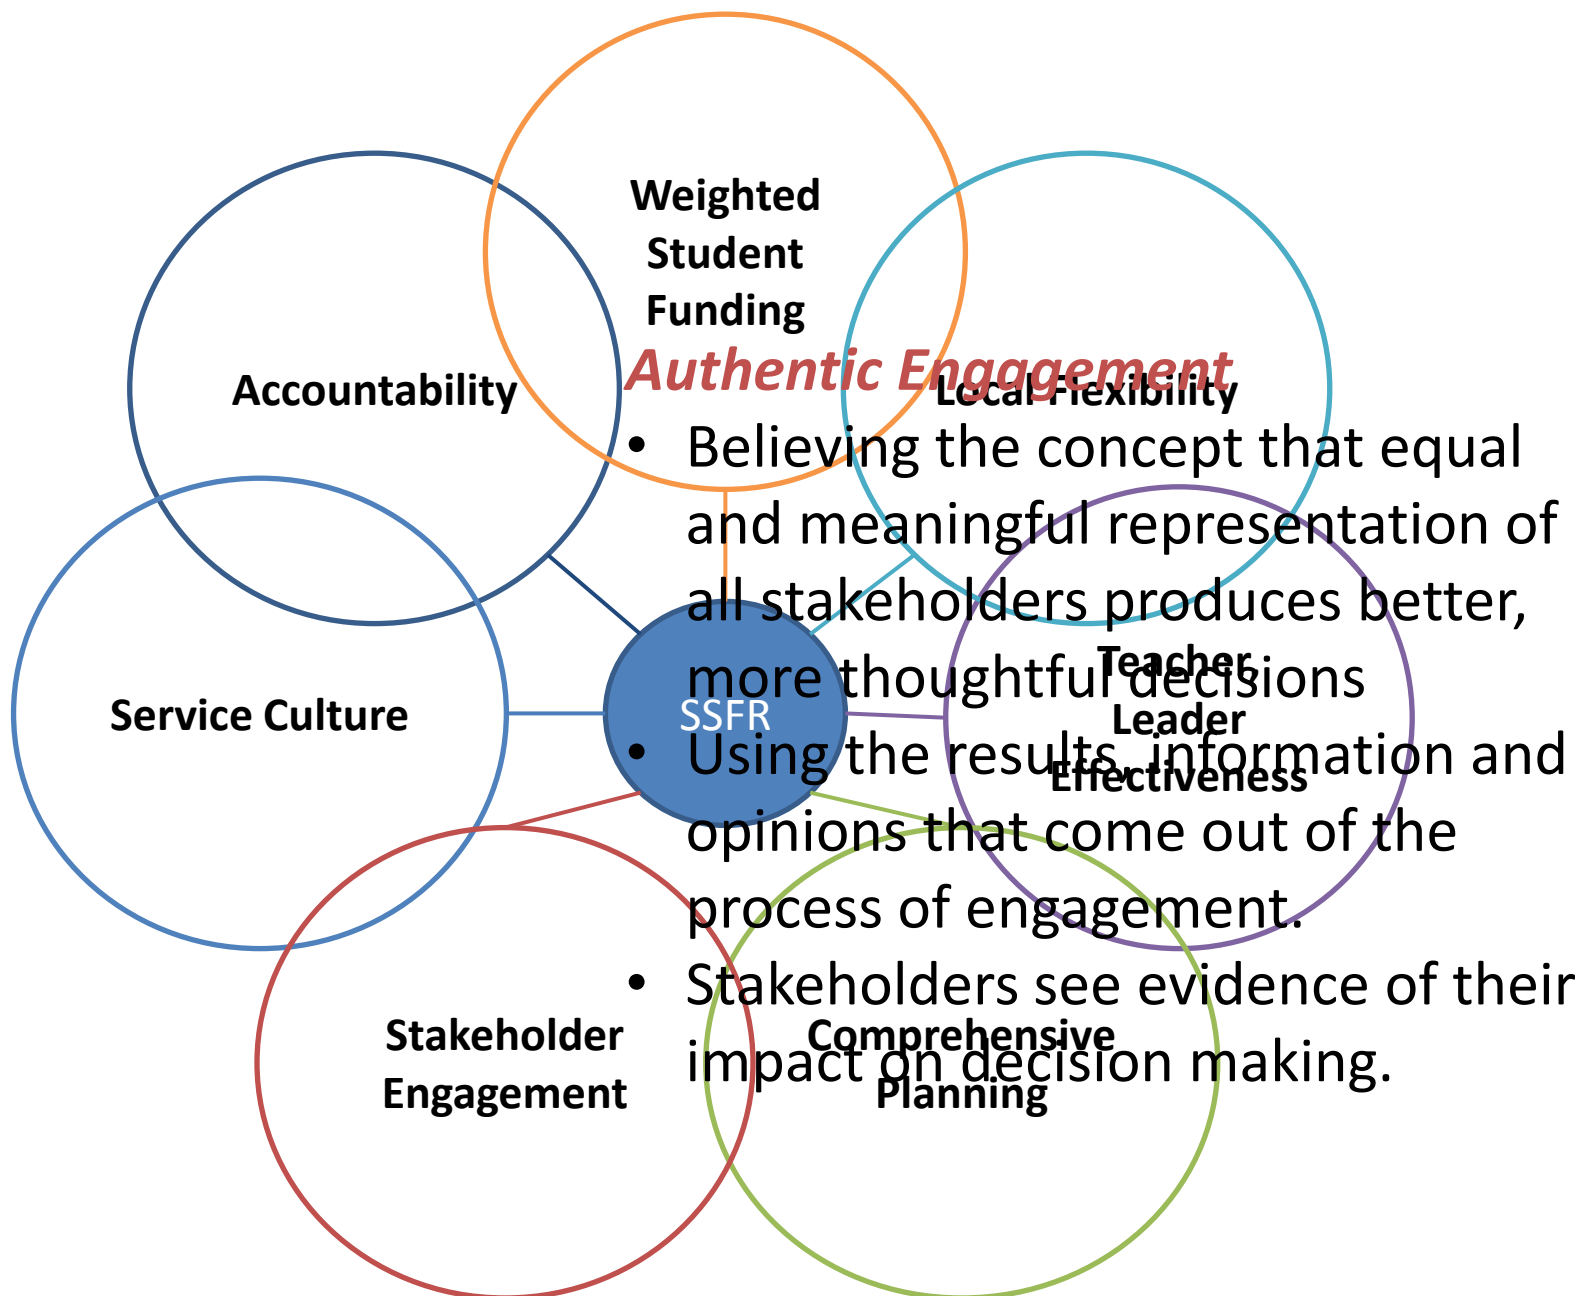 Weighted
Student
Funding
Accountability
Local Flexibility
Service Culture
SSFR
Teacher,
Leader
Effectiveness
Stakeholder
Engagement
Comprehensive
Planning
Authentic Engagement
• Believing the concept that equal
and meaningful representation of
all stakeholders produces better,
more thoughtful decisions
• Using the results, information and
opinions that come out of the
process of engagement.
• Stakeholders see evidence of their
impact on decision making.